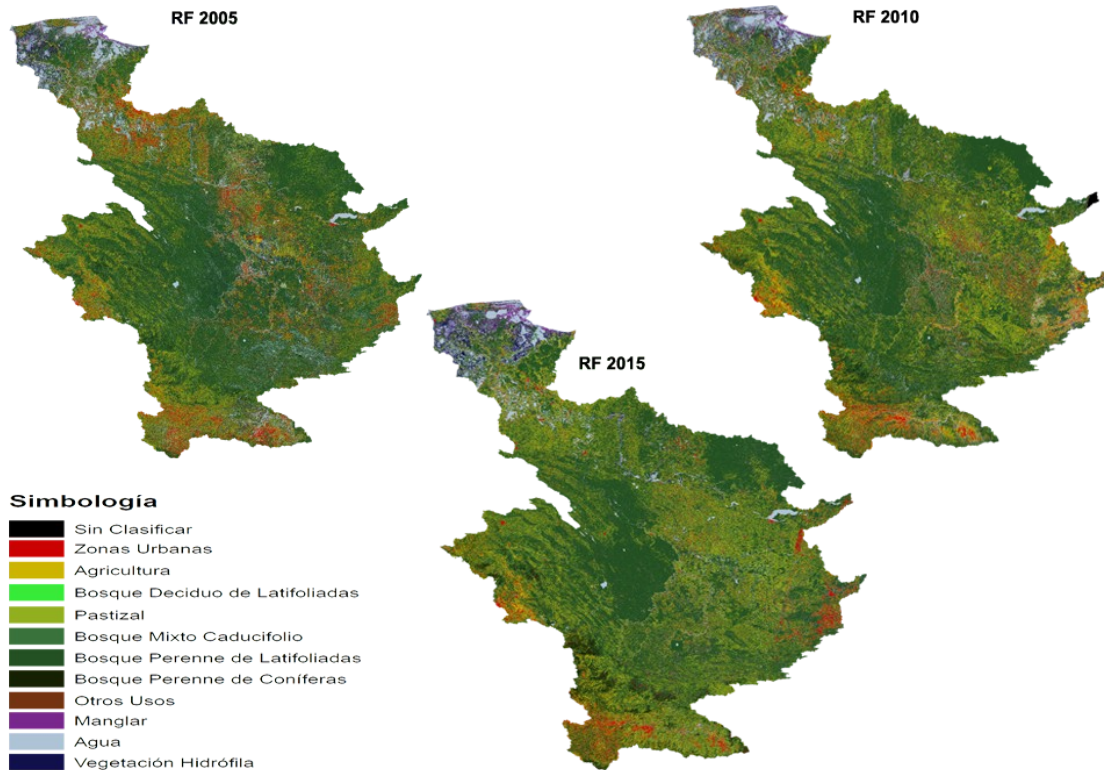 RF 2005
RF 2010
RF 2015
Simbología
Sin Clasificar
Zonas Urbanas
Agricultura
Bosque Deciduo de Latifoliadas
Pastizal
Bosque Mixto Caducifolio
Bosque Perenne de Latifoliadas
Bosque Perenne de Coníferas
Otros Usos
Manglar
Agua
Vegetación Hidrófila